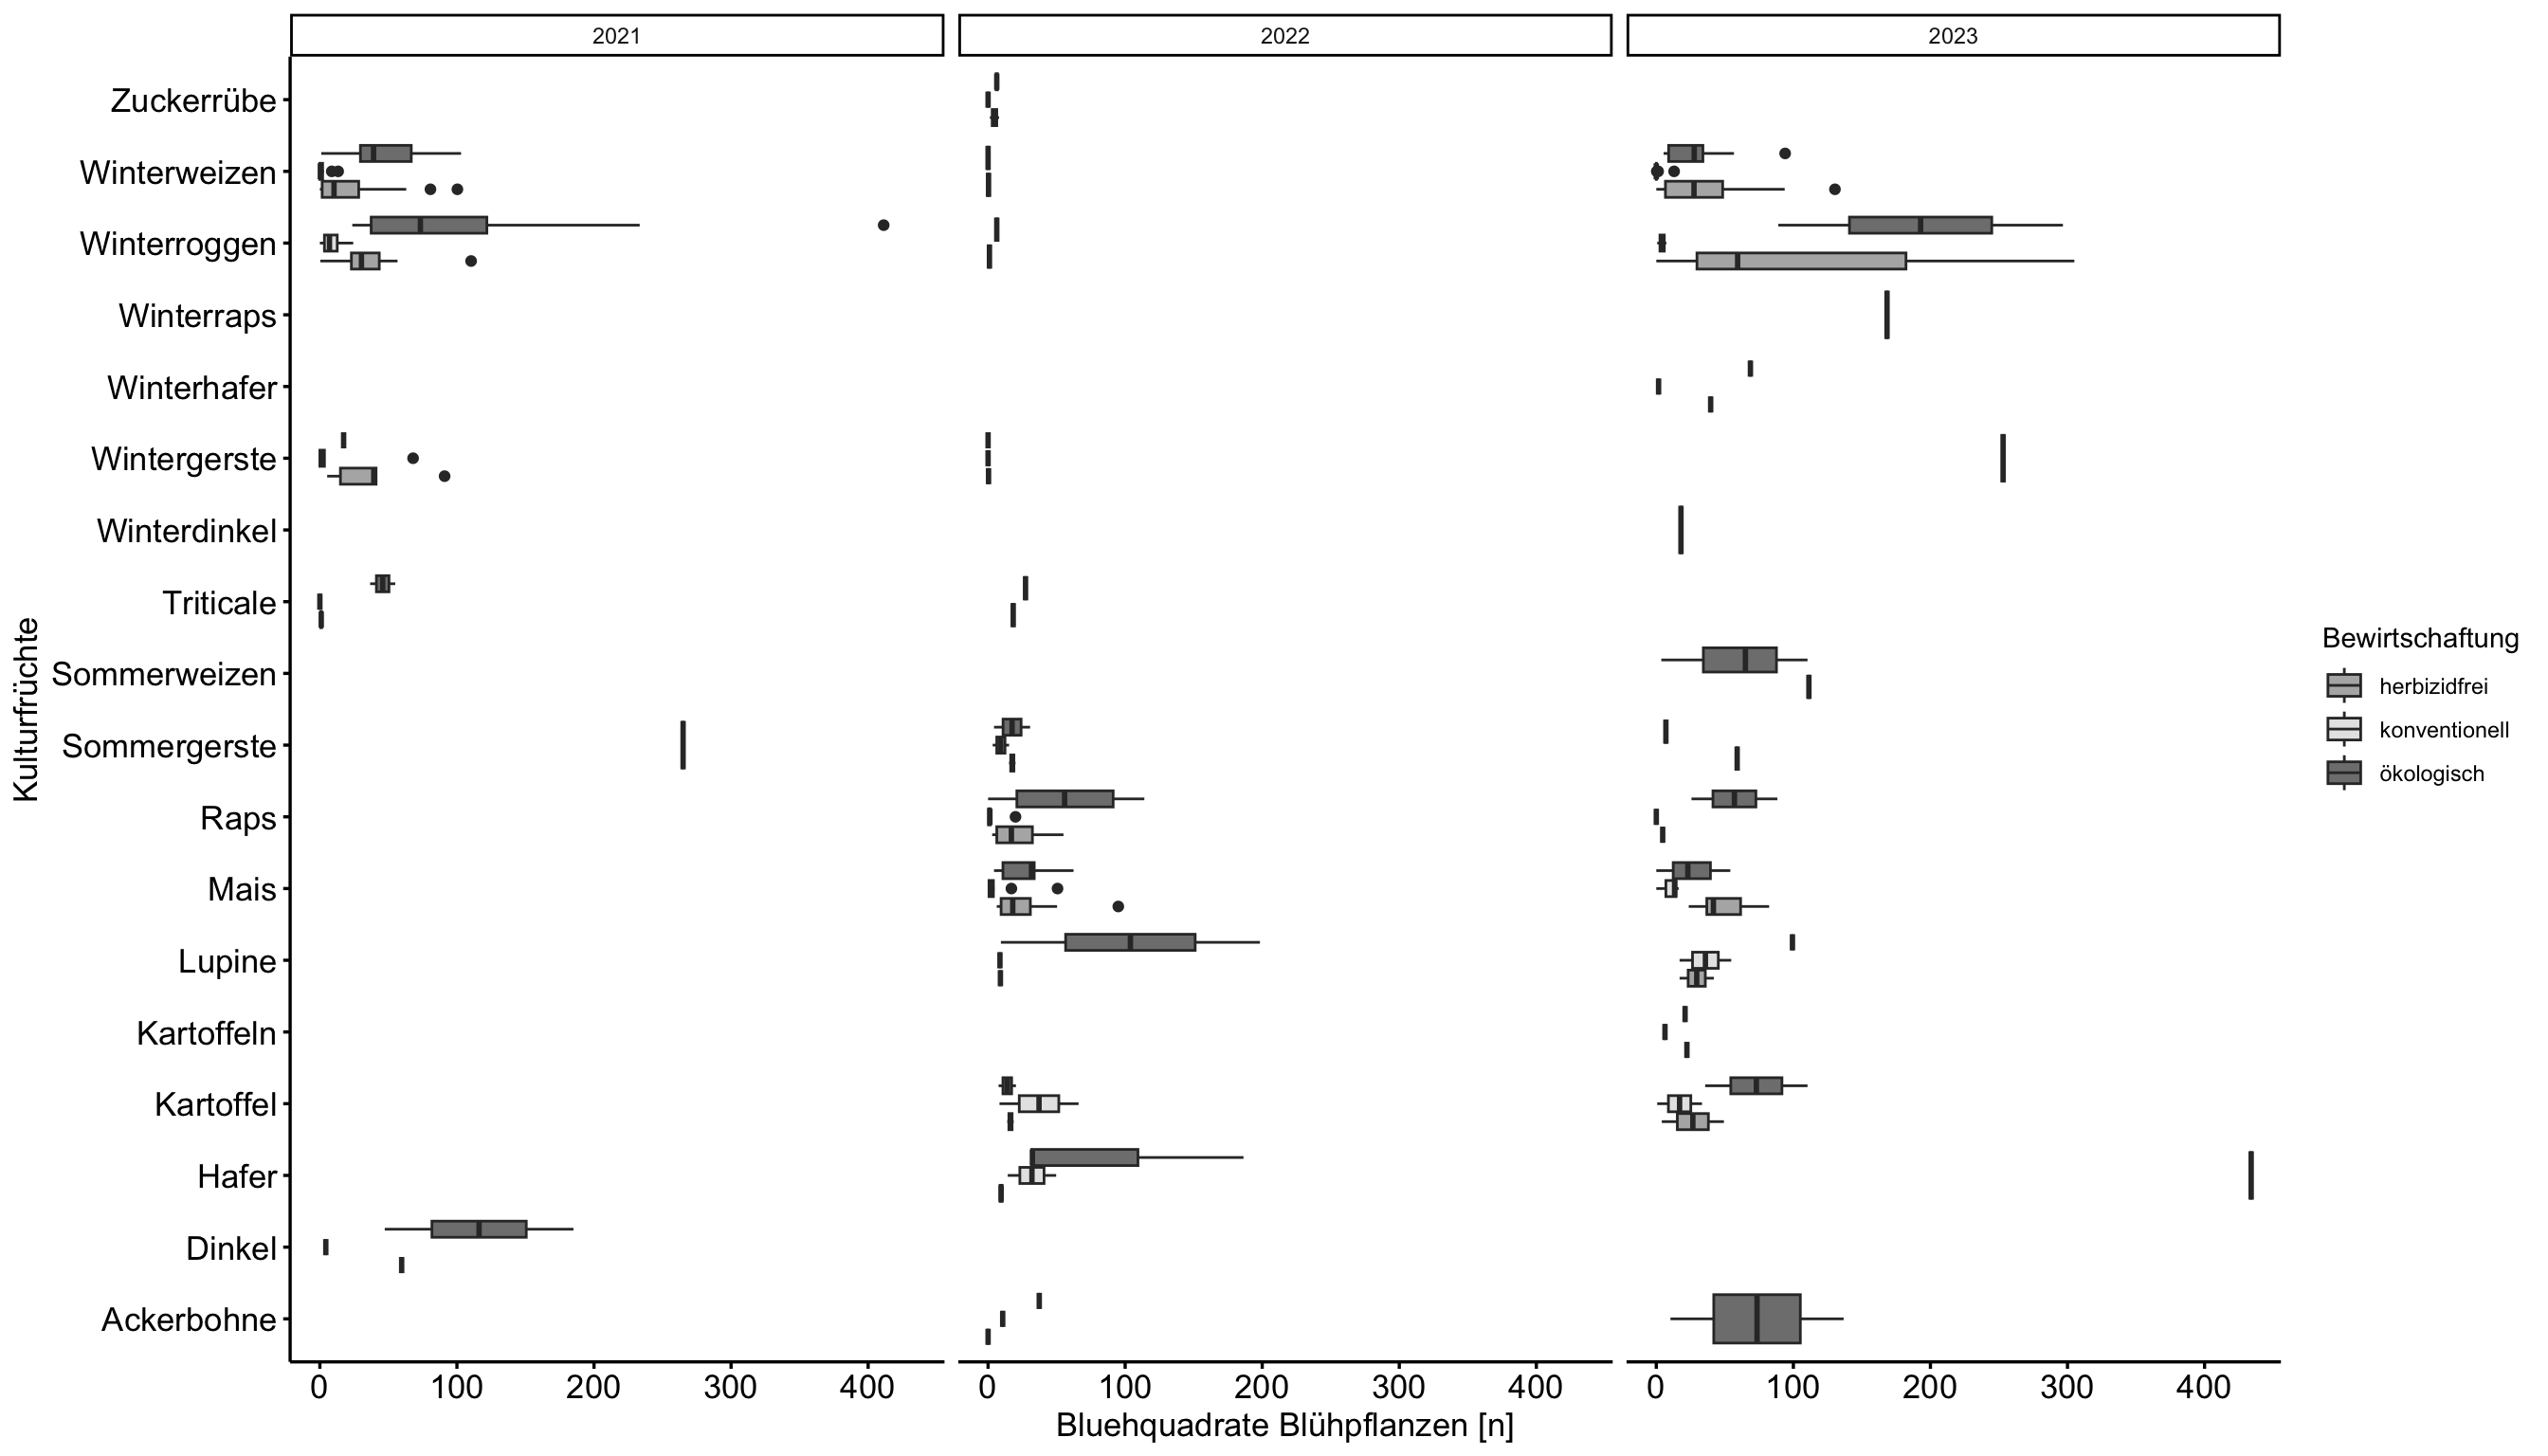 2021 2022 2023
Zuckerrübe
Winterweizen
Winterroggen
Winterraps
Winterhafer
Wintergerste
Winterdinkel
Triticale
Sommerweizen
Sommergerste
Raps
Mais
Lupine
Kartoffeln
Kartoffel
Hafer
Dinkel
Ackerbohne
Kulturfrüchte
0 100 200 300 400 0 100 200 300 400 0 100 200 300 400
Bluehquadrate Blühpflanzen [n]
Bewirtschaftung
herbizidfrei
konventionell
ökologisch